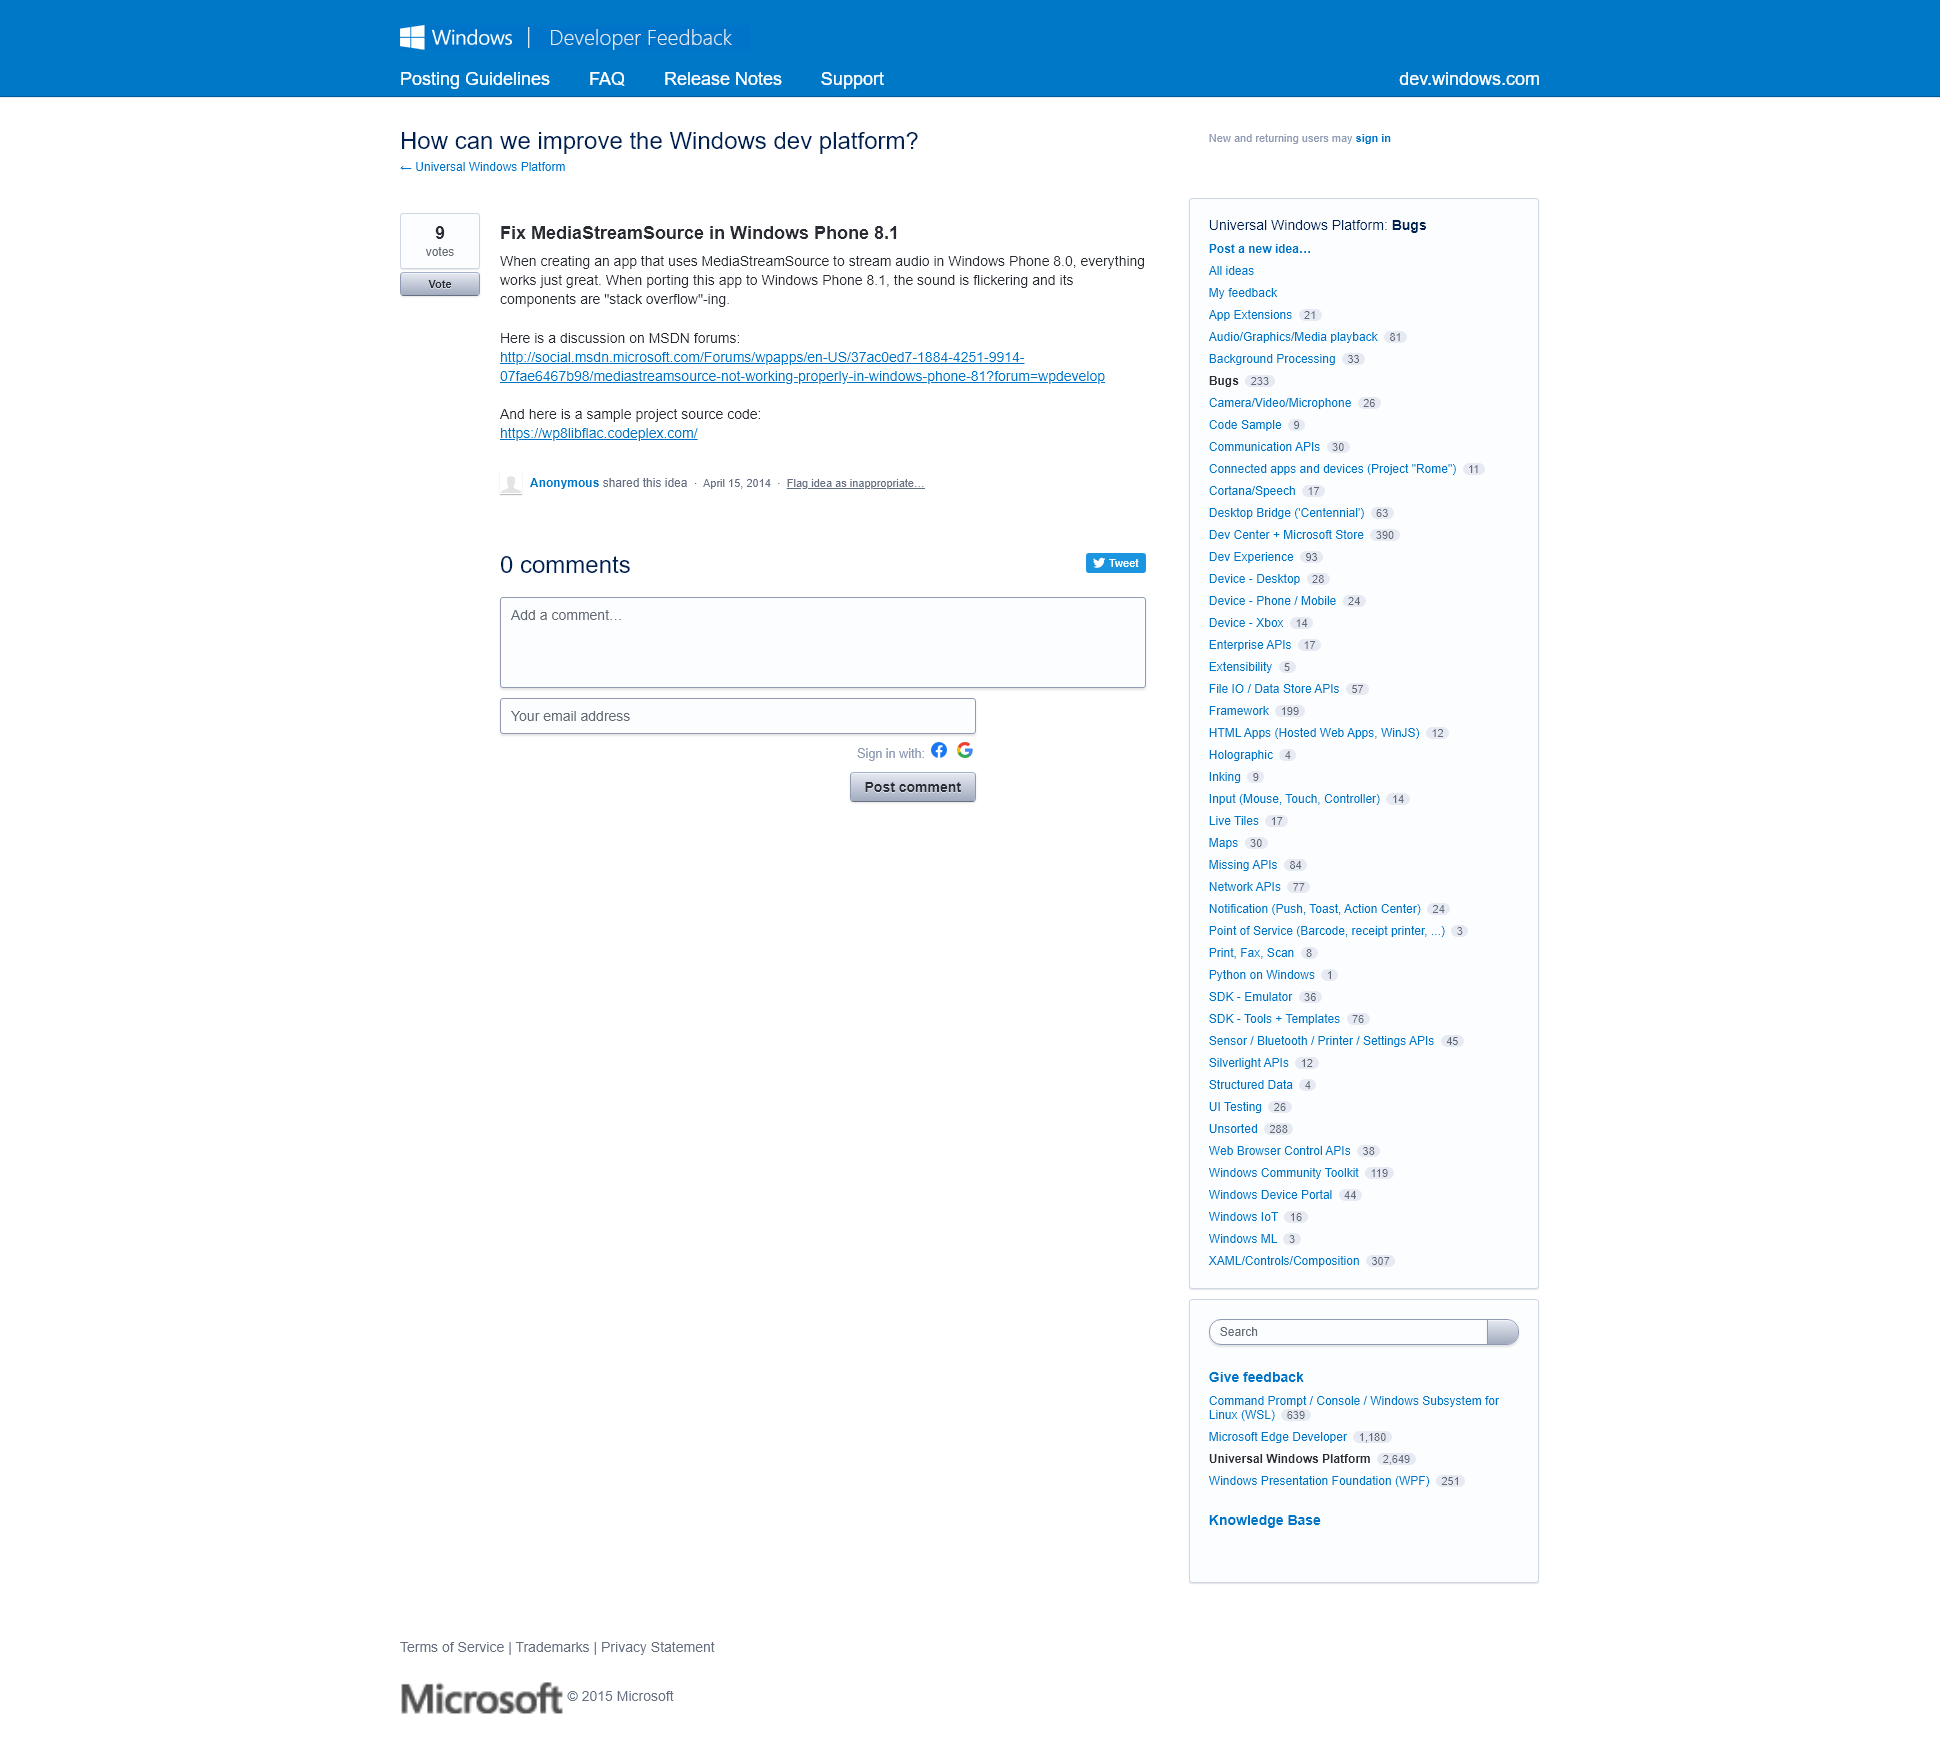 Windows | Developer Feedback
Posting Guidelines FAQ Release Notes Support dev.windows.com
How can we improve the Windows dev platform?
← Universal Windows Platform
New and returning users may sign in
9
votes
Vote
Fix MediaStreamSource in Windows Phone 8.1
When creating an app that uses MediaStreamSource to stream audio in Windows Phone 8.0, everything
works just great. When porting this app to Windows Phone 8.1, the sound is flickering and its
components are "stack overflow"-ing.
Here is a discussion on MSDN forums:
http://social.msdn.microsoft.com/Forums/wpapps/en-US/37ac0ed7-1884-4251-9914-
07fae6467b98/mediastreamsource-not-working-properly-in-windows-phone-81?forum=wpdevelop
And here is a sample project source code:
https://wp8libflac.codeplex.com/
Anonymous shared this idea · April 15, 2014 · Flag idea as inappropriate…
0 comments
Tweet
Add a comment…
Your email address
Sign in with:
Post comment
Universal Windows Platform: Bugs
Post a new idea…
All ideas
My feedback
App Extensions 21
Audio/Graphics/Media playback 81
Background Processing 33
Bugs 233
Camera/Video/Microphone 26
Code Sample 9
Communication APIs 30
Connected apps and devices (Project "Rome") 11
Cortana/Speech 17
Desktop Bridge ('Centennial') 63
Dev Center + Microsoft Store 390
Dev Experience 93
Device - Desktop 28
Device - Phone / Mobile 24
Device - Xbox 14
Enterprise APIs 17
Extensibility 5
File IO / Data Store APIs 57
Framework 199
HTML Apps (Hosted Web Apps, WinJS) 12
Holographic 4
Inking 9
Input (Mouse, Touch, Controller) 14
Live Tiles 17
Maps 30
Missing APIs 84
Network APIs 77
Notification (Push, Toast, Action Center) 24
Point of Service (Barcode, receipt printer, ...) 3
Print, Fax, Scan 8
Python on Windows 1
SDK - Emulator 36
SDK - Tools + Templates 76
Sensor / Bluetooth / Printer / Settings APIs 45
Silverlight APIs 12
Structured Data 4
UI Testing 26
Unsorted 288
Web Browser Control APIs 38
Windows Community Toolkit 119
Windows Device Portal 44
Windows IoT 16
Windows ML 3
XAML/Controls/Composition 307
Search
Give feedback
Command Prompt / Console / Windows Subsystem for
Linux (WSL) 639
Microsoft Edge Developer 1,180
Universal Windows Platform 2,649
Windows Presentation Foundation (WPF) 251
Knowledge Base
Terms of Service | Trademarks | Privacy Statement
Microsoft © 2015 Microsoft